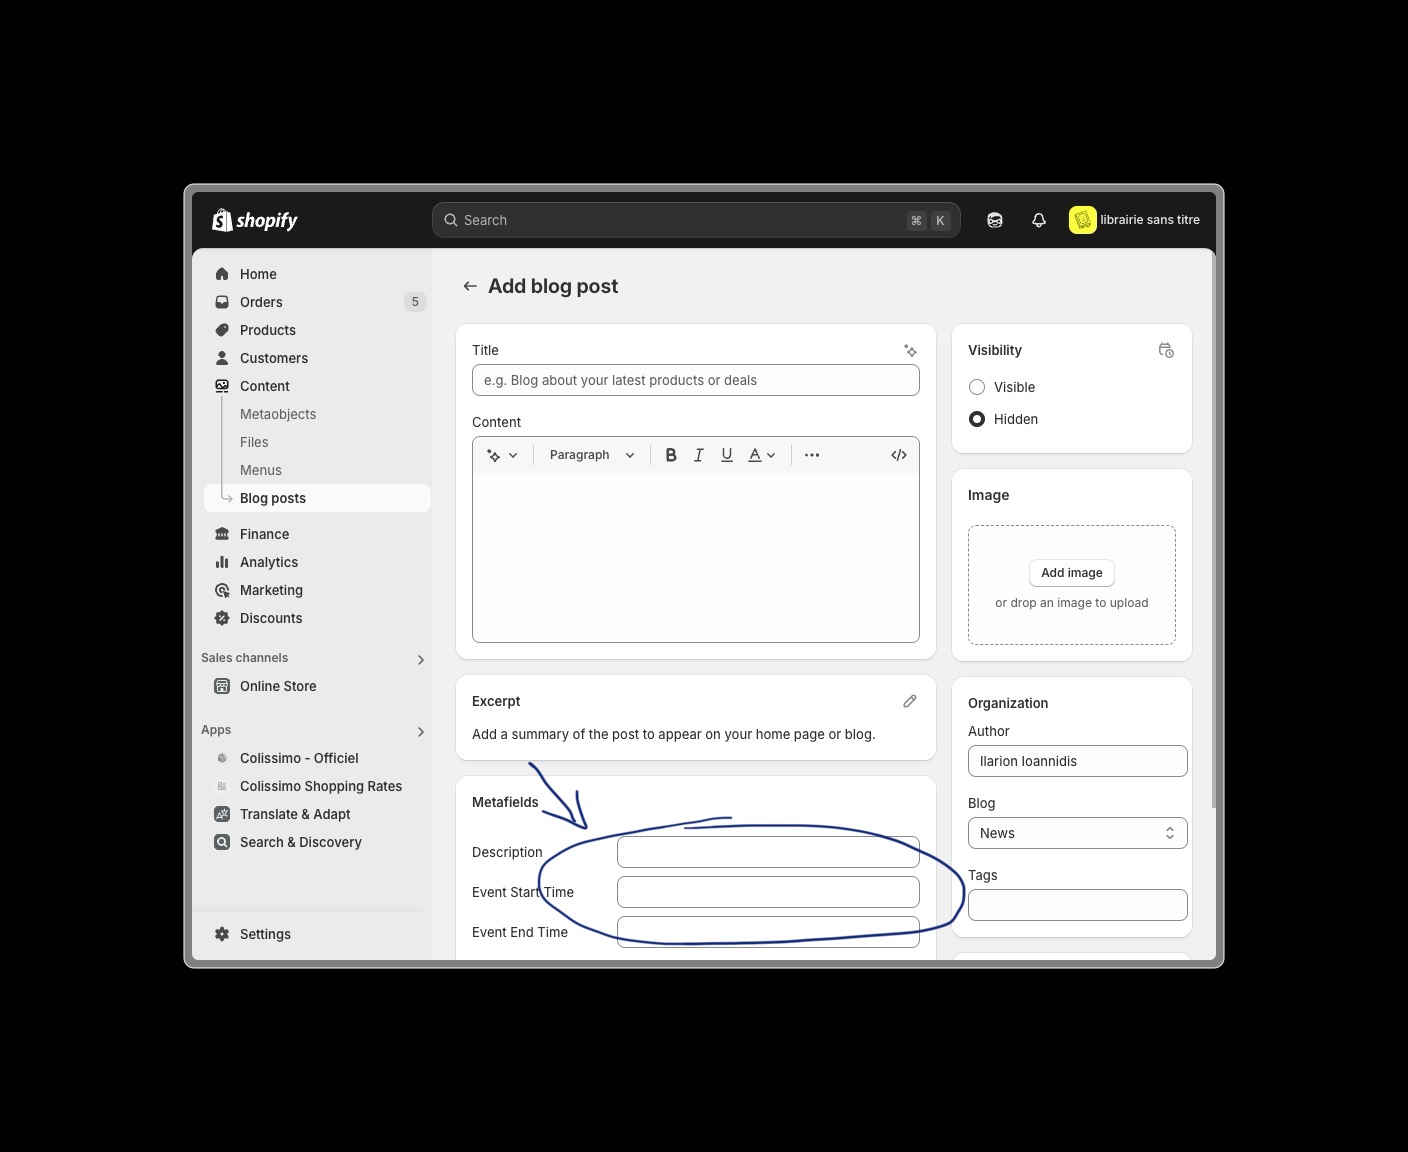 shopify
Search
⌘ K
librairie sans titre
Home
Orders 5
Products
Customers
Content
Metaobjects
Files
Menus
Blog posts
Finance
Analytics
Marketing
Discounts
Sales channels
Online Store
Apps
Colissimo - Officiel
Colissimo Shopping Rates
Translate & Adapt
Search & Discovery
Settings
Add blog post
Title
e.g. Blog about your latest products or deals
Content
Paragraph B I U A </>
Excerpt
Add a summary of the post to appear on your home page or blog.
Metafields
Description
Event Start Time
Event End Time
Visibility
Visible
Hidden
Image
Add image
or drop an image to upload
Organization
Author
Ilarion Ioannidis
Blog
News
Tags